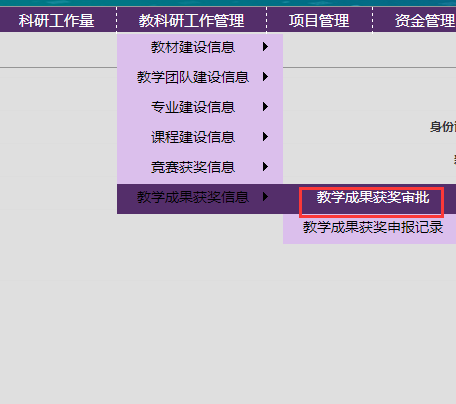 科研工作量 教科研工作管理 项目管理 资金管理
教材建设信息
教学团队建设信息
专业建设信息
身份
课程建设信息
竞赛获奖信息
教学成果获奖信息 教学成果获奖审批
教学成果获奖申报记录